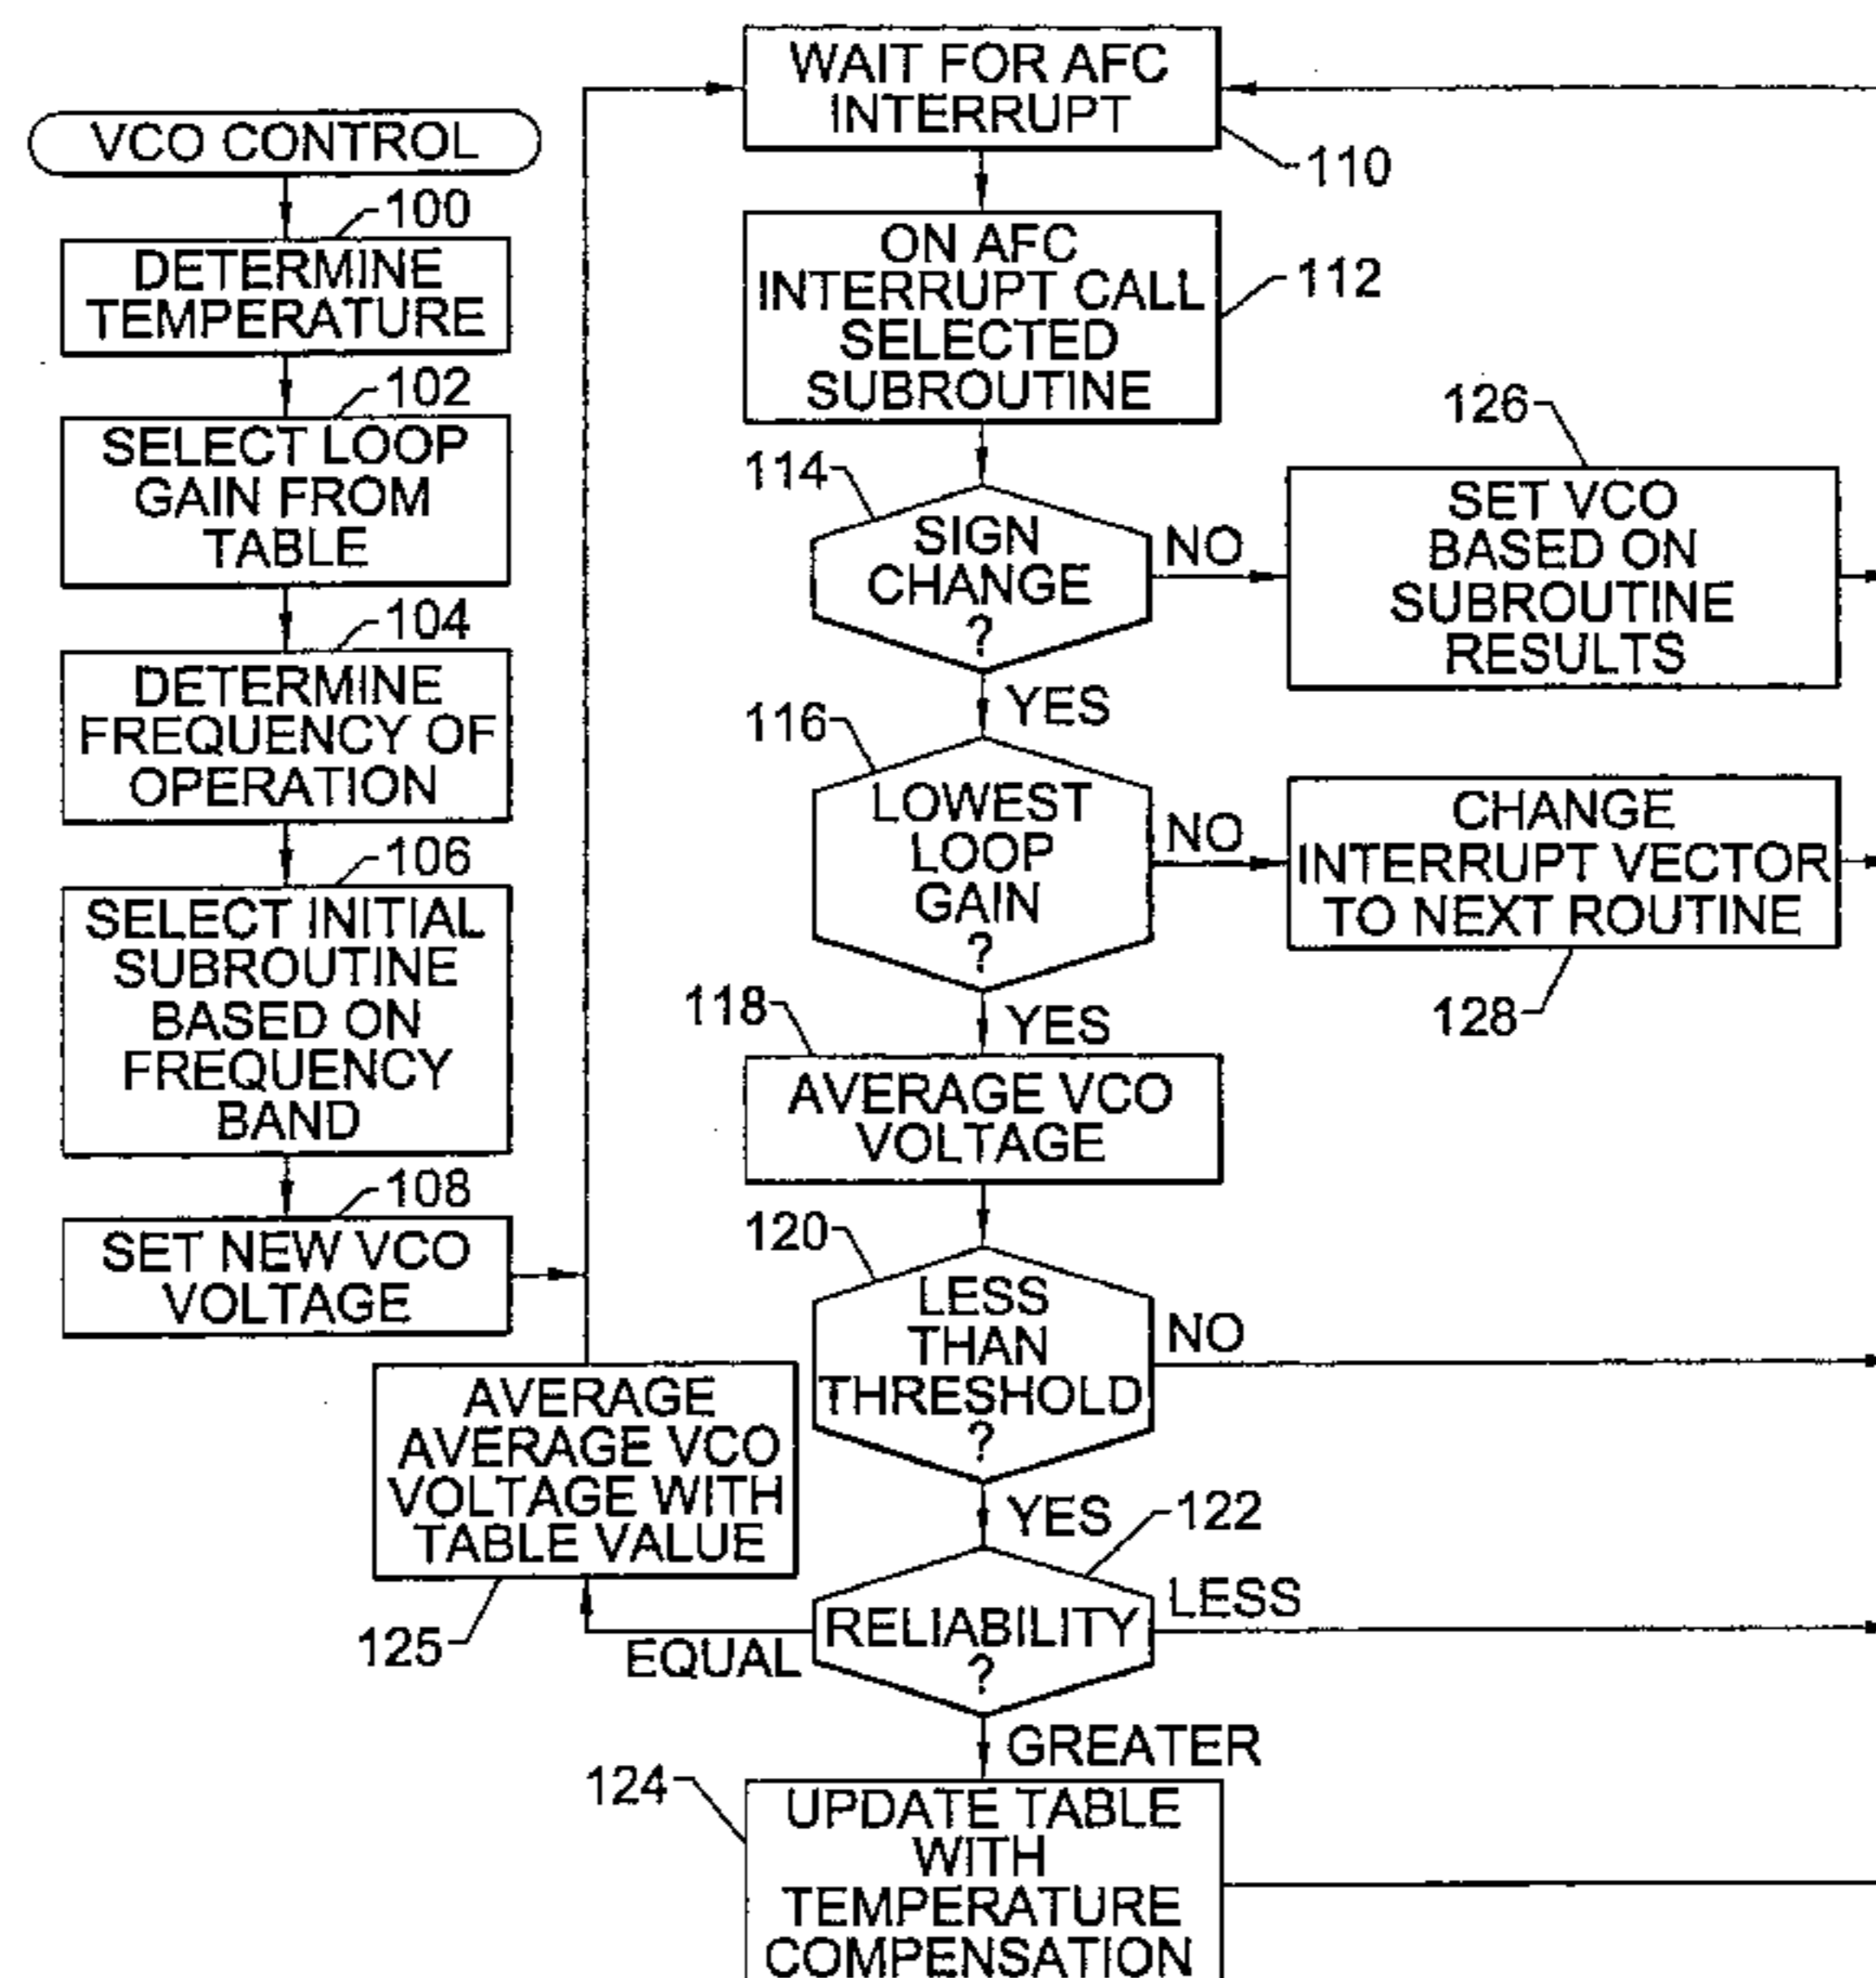 VCO CONTROL
100
DETERMINE
TEMPERATURE
102
SELECT LOOP
GAIN FROM
TABLE
104
DETERMINE
FREQUENCY OF
OPERATION
106
SELECT INITIAL
SUBROUTINE
BASED ON
FREQUENCY
BAND
108
SET NEW VCO
VOLTAGE
WAIT FOR AFC
INTERRUPT
110
ON AFC
INTERRUPT CALL
SELECTED
SUBROUTINE
112
114
SIGN
CHANGE
?
NO
YES
126
SET VCO
BASED ON
SUBROUTINE
RESULTS
116
LOWEST
LOOP
GAIN
?
NO
YES
CHANGE
INTERRUPT VECTOR
TO NEXT ROUTINE
128
118
AVERAGE VCO
VOLTAGE
120
LESS
THAN
THRESHOLD
?
NO
YES
122
RELIABILITY
?
LESS
EQUAL
GREATER
AVERAGE
AVERAGE VCO
VOLTAGE WITH
TABLE VALUE
125
124
UPDATE TABLE
WITH
TEMPERATURE
COMPENSATION